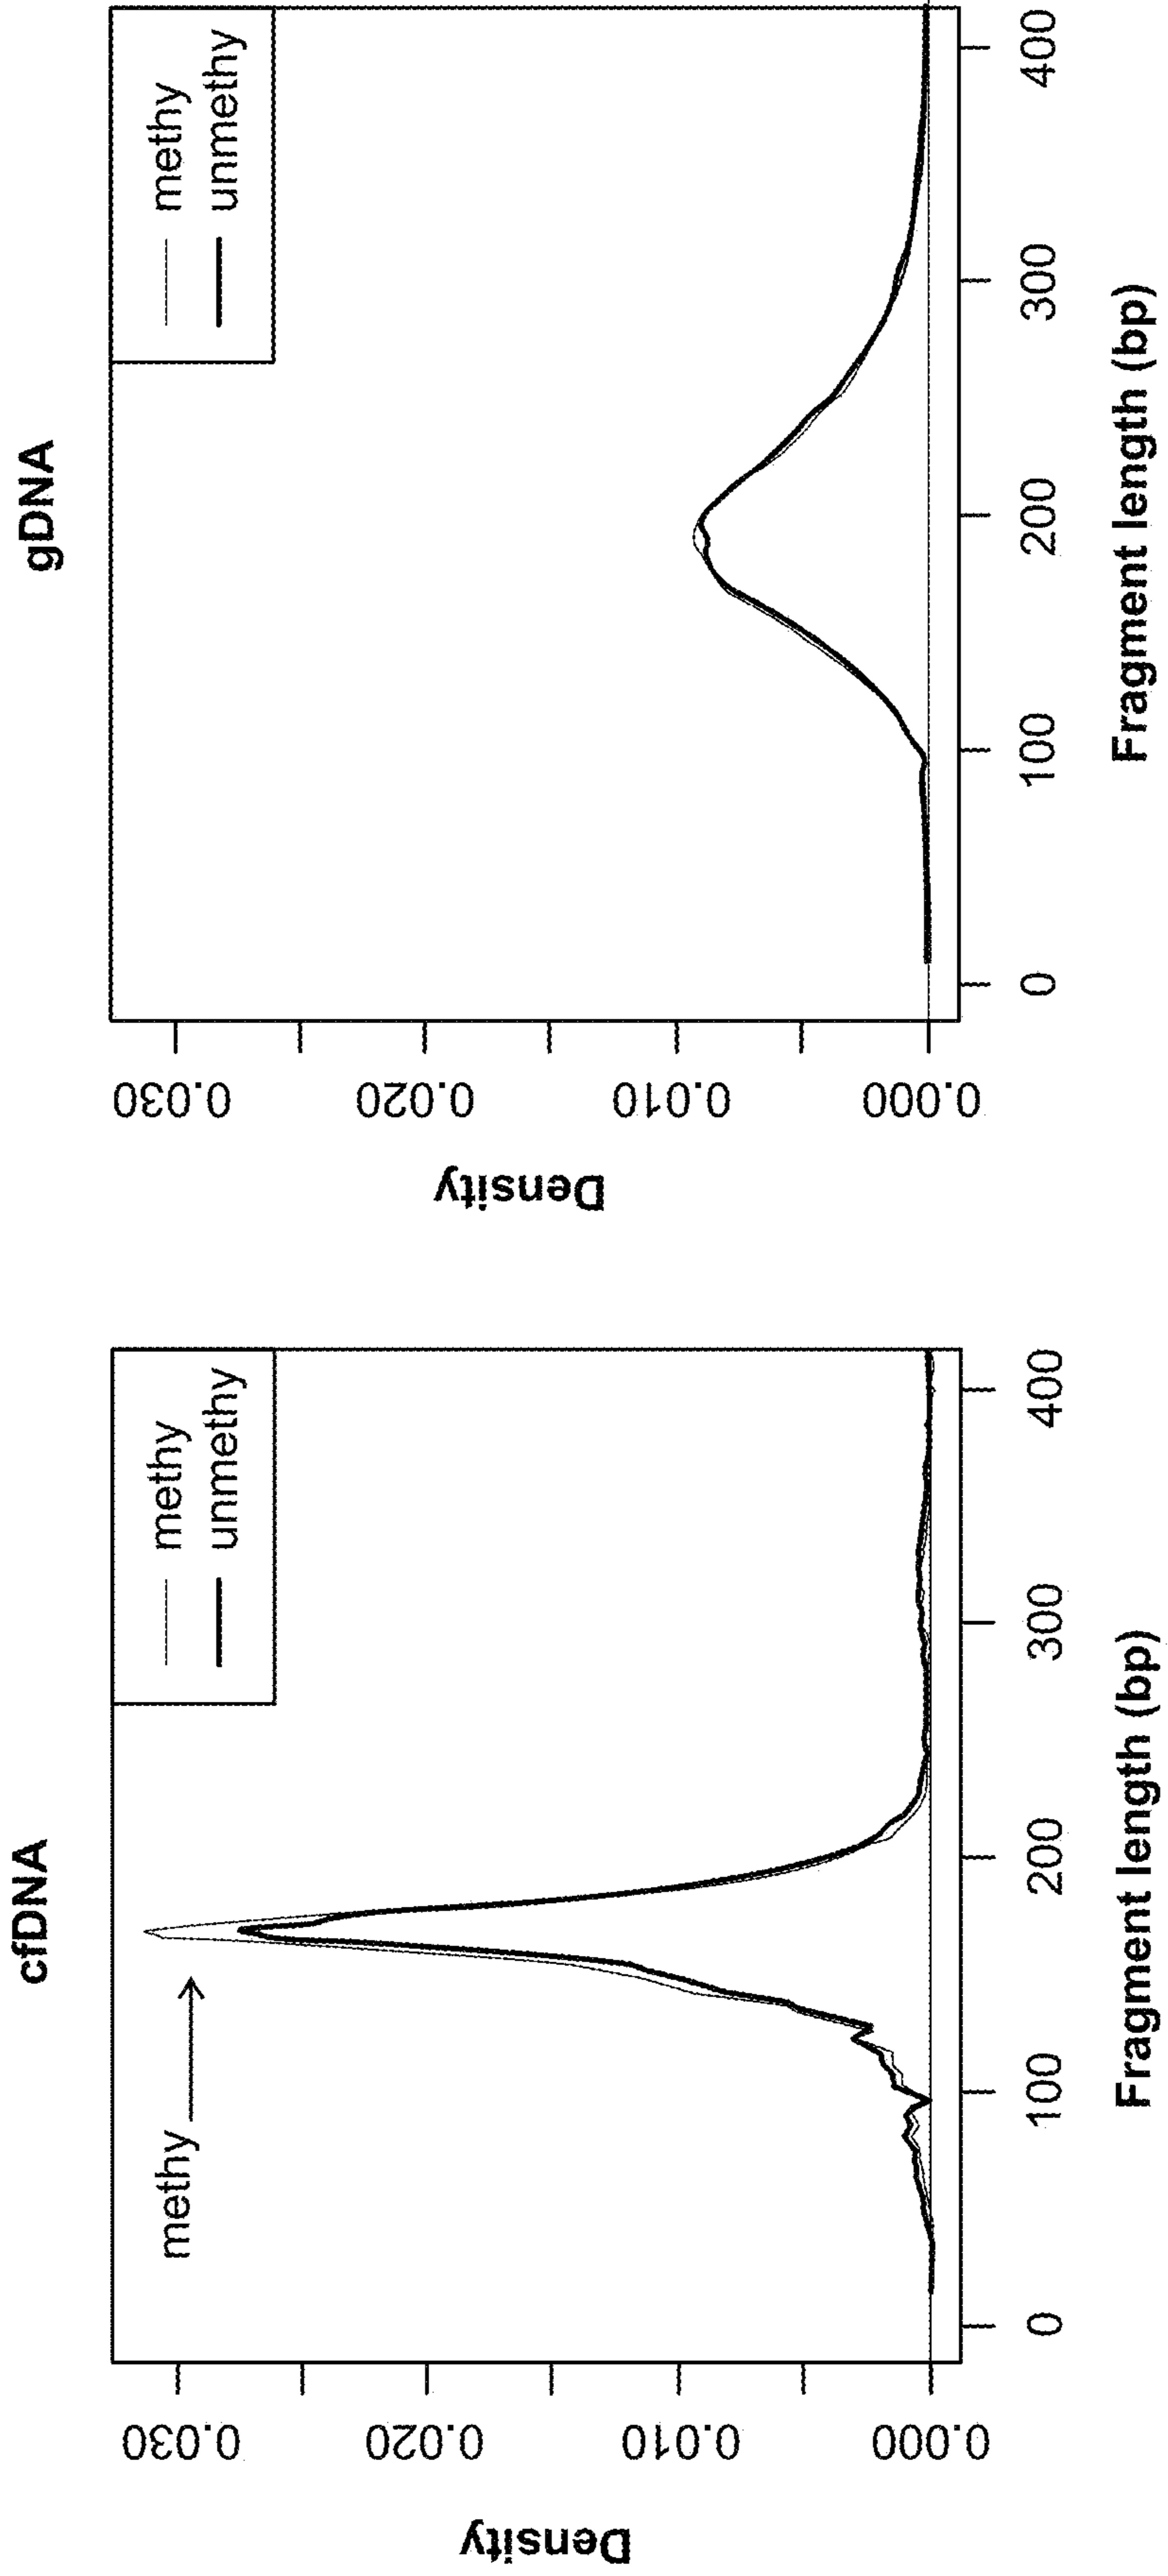 cfDNA
Density
0.030
0.020
0.010
0.000
methy
methy
unmethy
0
100
200
300
400
Fragment length (bp)
gDNA
Density
0.030
0.020
0.010
0.000
methy
unmethy
0
100
200
300
400
Fragment length (bp)